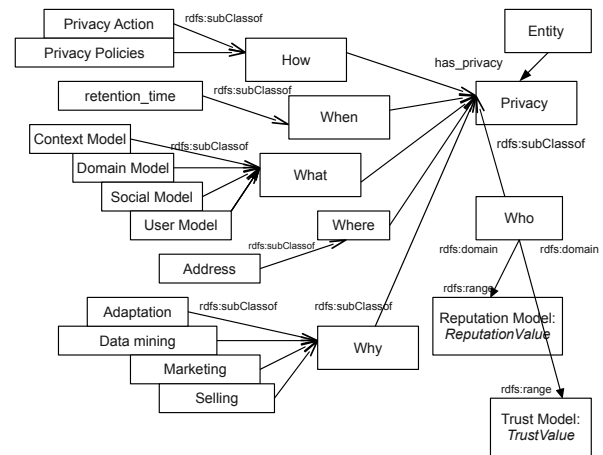 Privacy Action
rdfs:subClassof
Entity
Privacy Policies
How
has_privacy
rdfs:subClassof
retention_time
Privacy
When
Context Model
rdfs:subClassof
rdfs:subClassof
Domain Model
What
Social Model
User Model
Where
Who
rdfs:subClassof
rdfs:domain
rdfs:domain
Address
rdfs:range
Adaptation
rdfs:subClassof
rdfs:subClassof
Reputation Model:
ReputationValue
Data mining
Why
Marketing
Selling
rdfs:range
Trust Model:
TrustValue